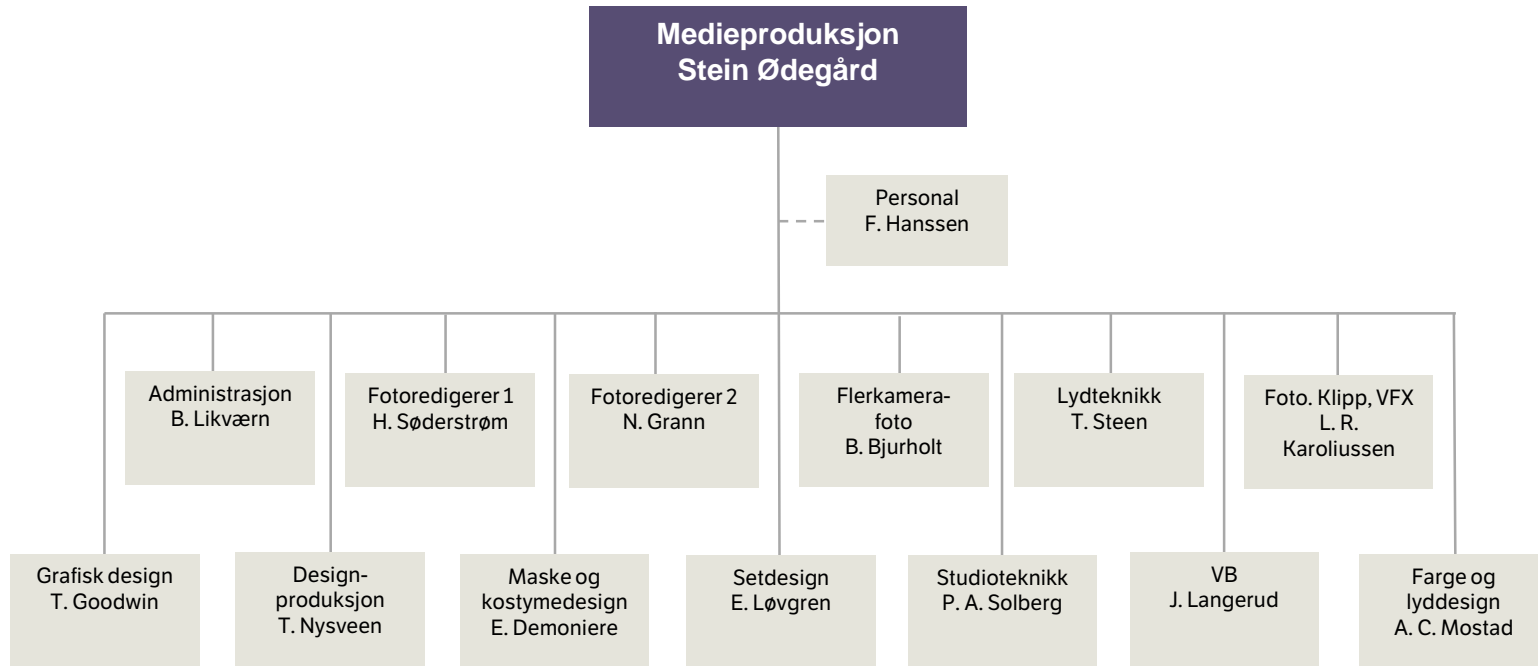 Medieproduksjon
Stein Ødegård
Personal
F. Hanssen
Administrasjon
B. Likværn
Fotoredigerer 1
H. Søderstrøm
Fotoredigerer 2
N. Grann
Flerkamera-
foto
B. Bjurholt
Lydteknikk
T. Steen
Foto. Klipp, VFX
L. R.
Karoliussen
Grafisk design
T. Goodwin
Design-
produksjon
T. Nysveen
Maske og
kostymedesign
E. Demoniere
Setdesign
E. Løvgren
Studioteknikk
P. A. Solberg
VB
J. Langerud
Farge og
lyddesign
A. C. Mostad